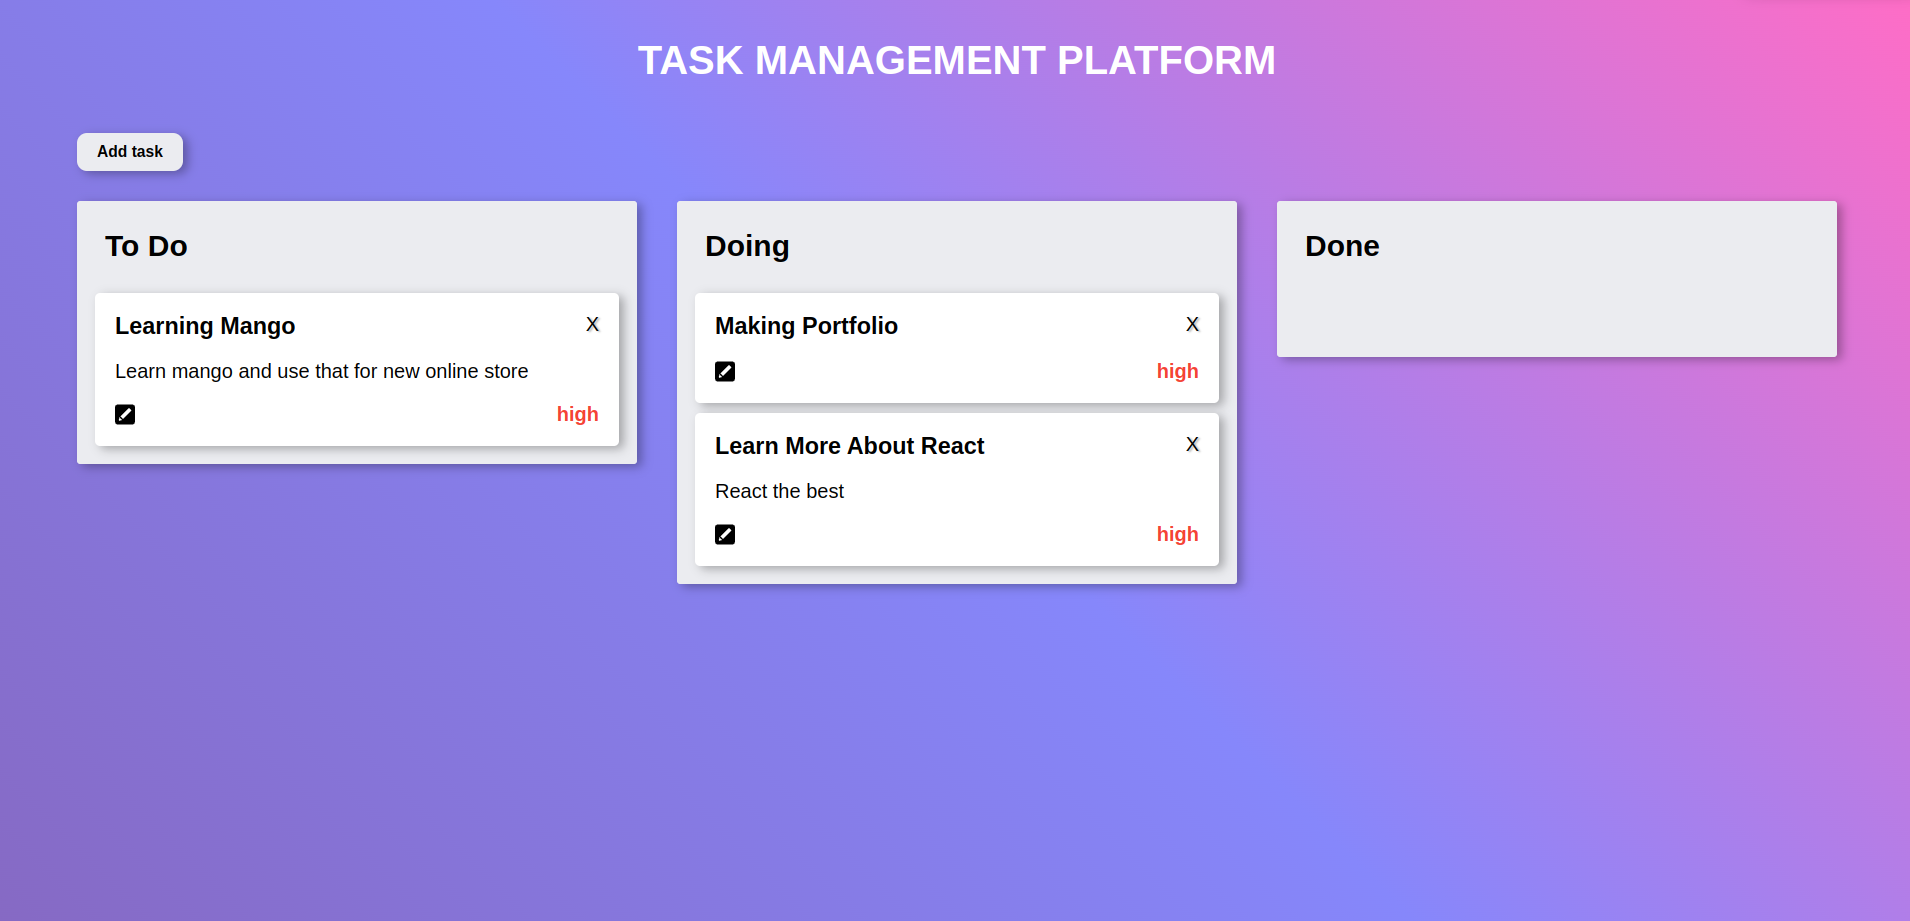 TASK MANAGEMENT PLATFORM
Add task
To Do
Learning Mango X
Learn mango and use that for new online store
high
Doing
Making Portfolio X
high
Learn More About React X
React the best
high
Done